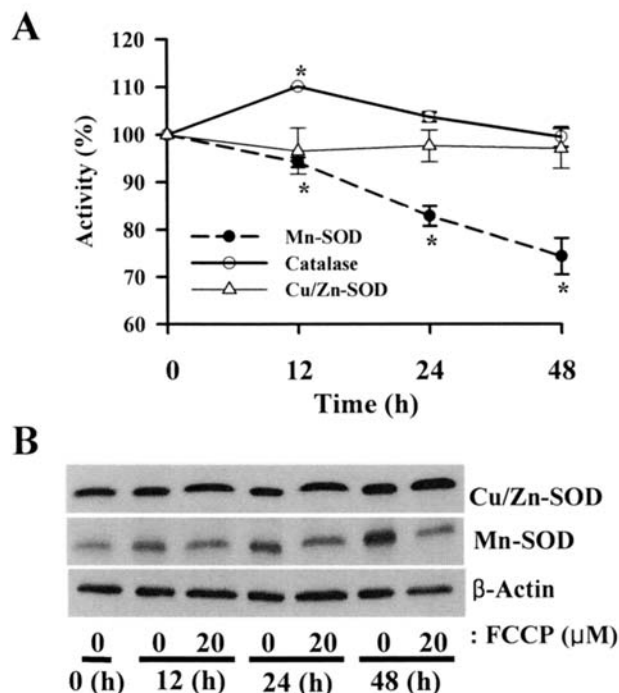 A
120
110
100
90
80
70
60
Activity (%)
*
*
*
*
Mn-SOD
Catalase
Cu/Zn-SOD
0 12 24 48
Time (h)
B
Cu/Zn-SOD
Mn-SOD
β-Actin
0 0 20 0 20 0 20 : FCCP (μM)
0 (h) 12 (h) 24 (h) 48 (h)